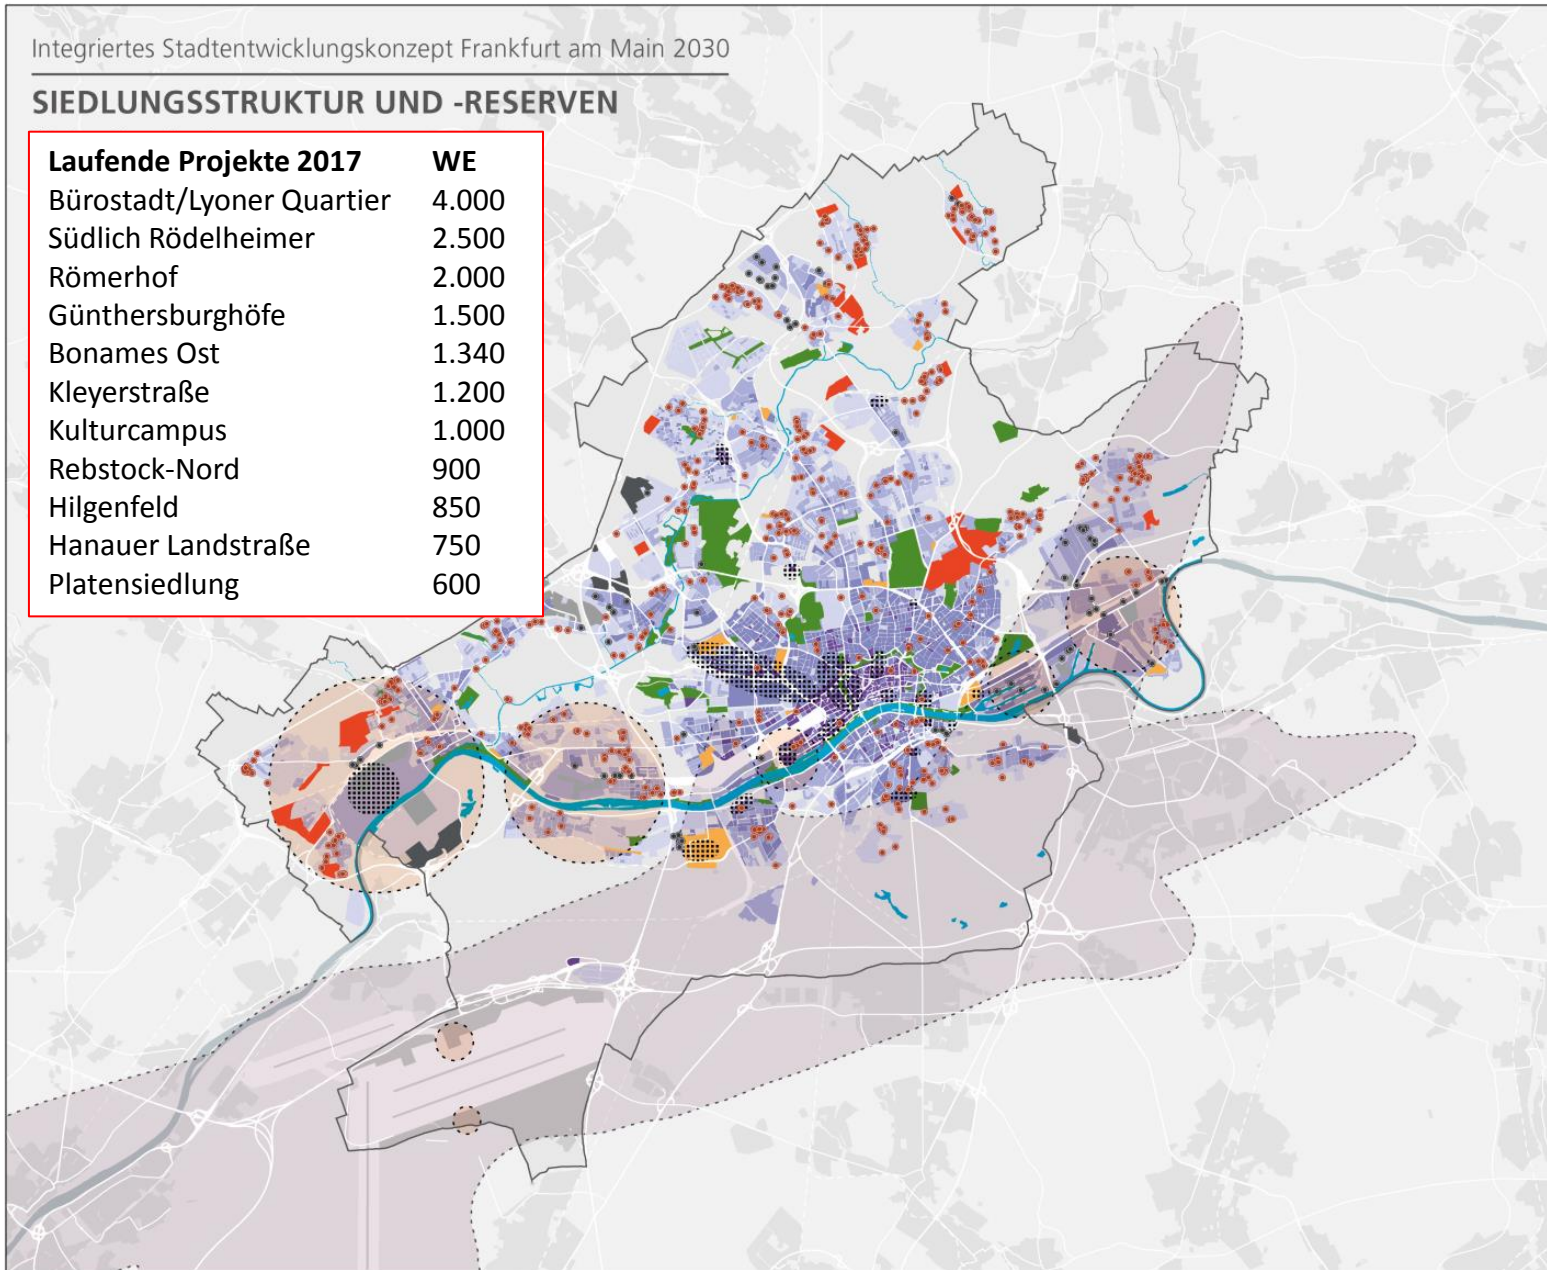 Integriertes Stadtentwicklungskonzept Frankfurt am Main 2030
SIEDLUNGSSTRUKTUR UND -RESERVEN
Laufende Projekte 2017 WE
Bürostadt/Lyoner Quartier 4.000
Südlich Rödelheimer 2.500
Römerhof 2.000
Günthersburghöfe 1.500
Bonames Ost 1.340
Kleyerstraße 1.200
Kulturcampus 1.000
Rebstock-Nord 900
Hilgenfeld 850
Hanauer Landstraße 750
Platensiedlung 600